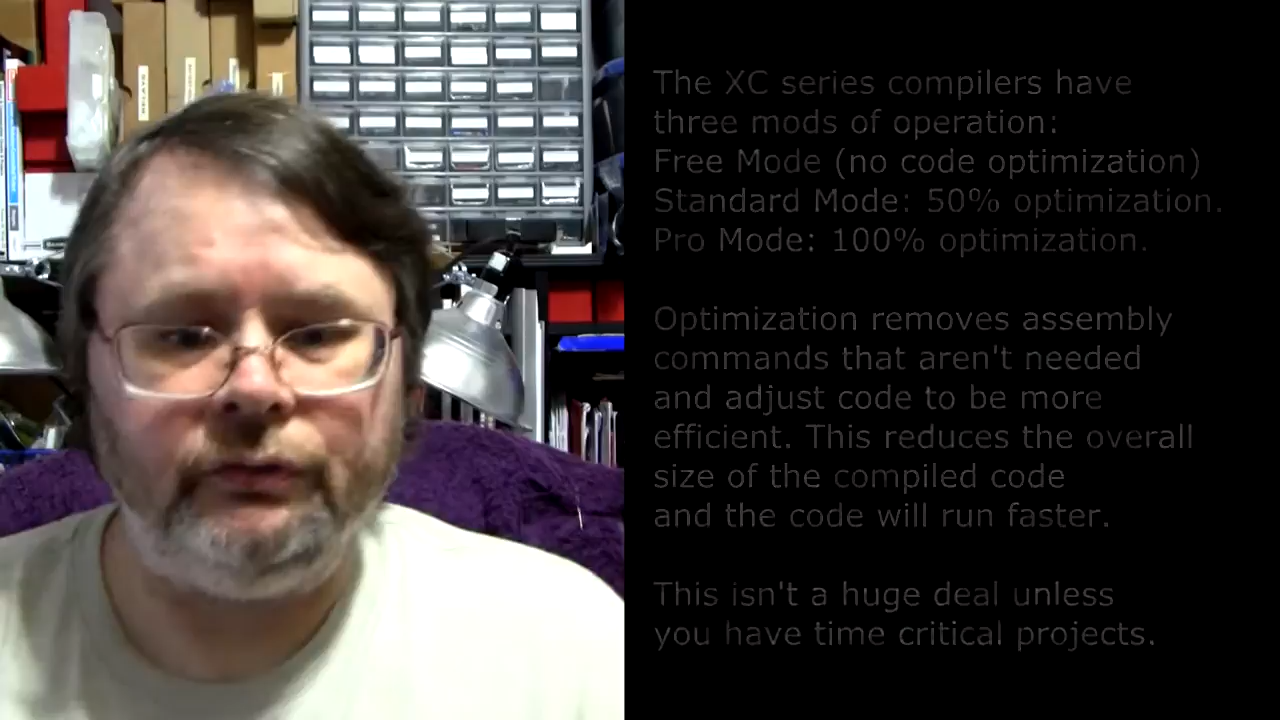 The XC series compilers have
three mods of operation:
Free Mode (no code optimization)
Standard Mode: 50% optimization.
Pro Mode: 100% optimization.
Optimization removes assembly
commands that aren't needed
and adjust code to be more
efficient. This reduces the overall
size of the compiled code
and the code will run faster.
This isn't a huge deal unless
you have time critical projects.